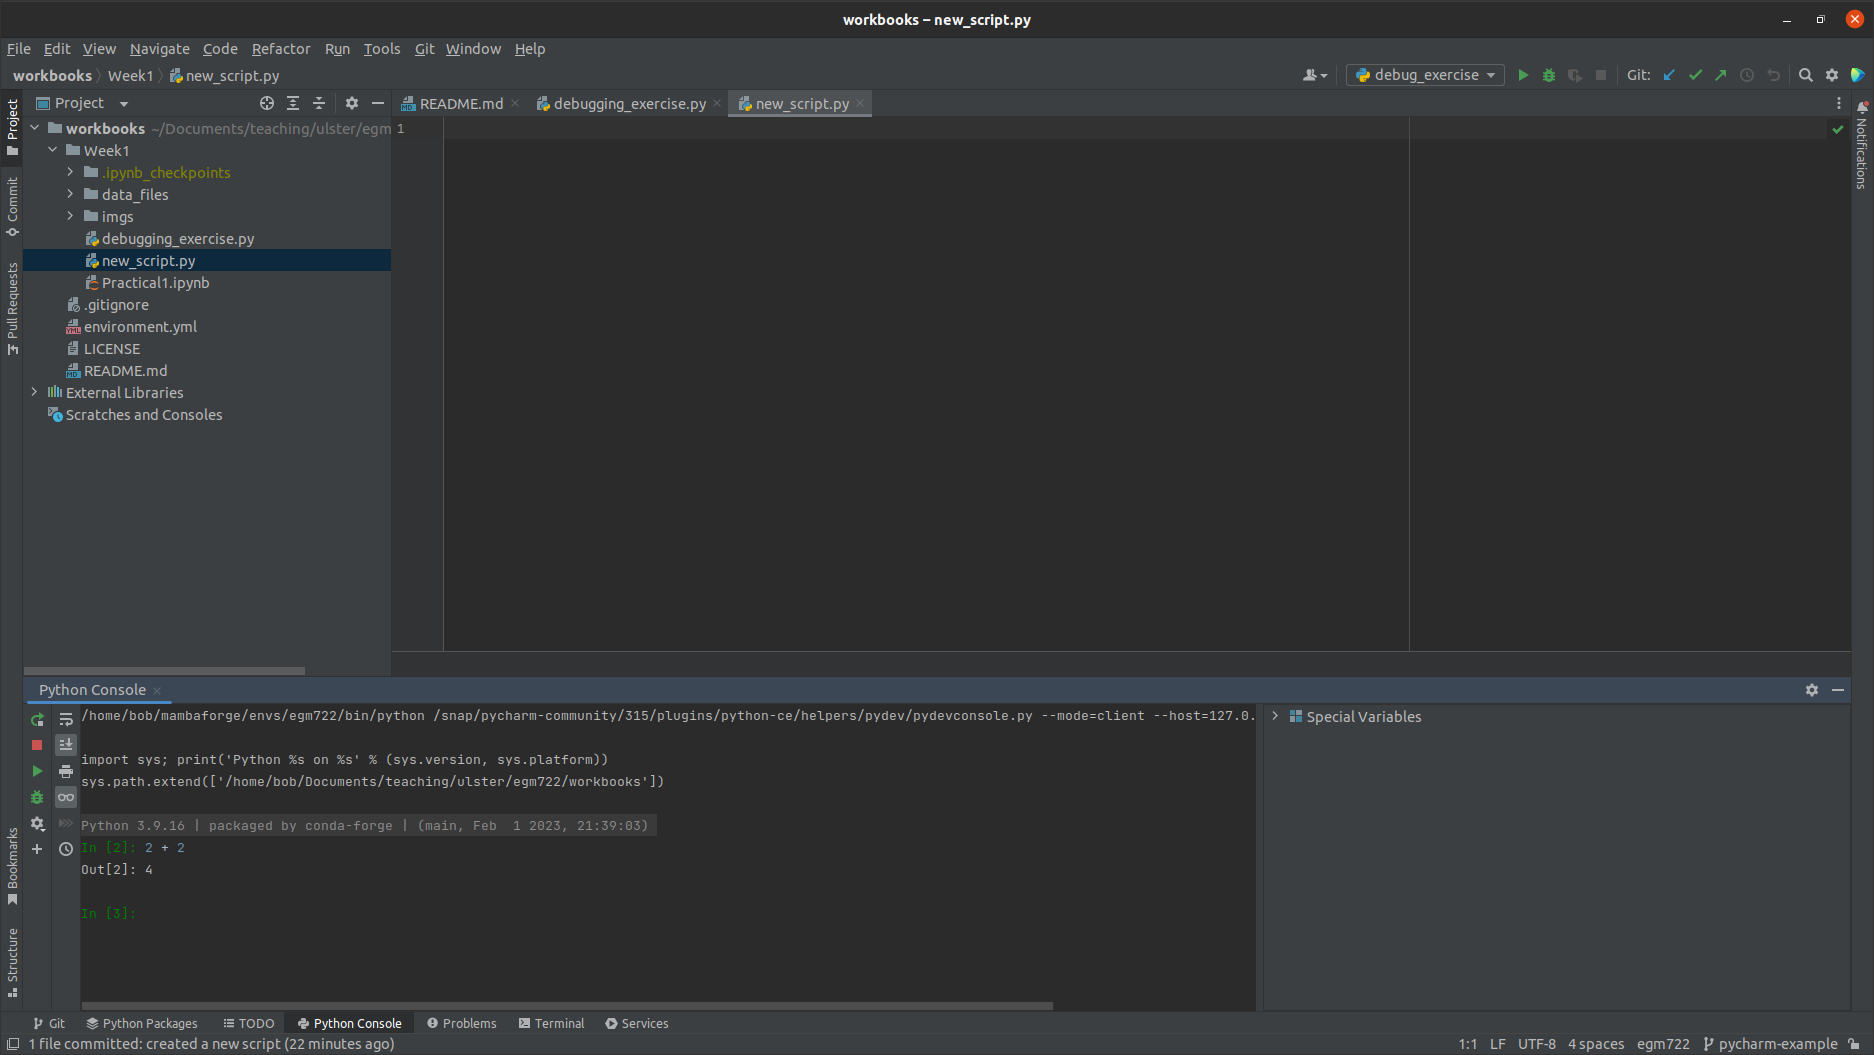 workbooks – new_script.py
File Edit View Navigate Code Refactor Run Tools Git Window Help
workbooks Week1 new_script.py
debug_exercise
Git:
Project
README.md
debugging_exercise.py
new_script.py
workbooks ~/Documents/teaching/ulster/egm
Week1
.ipynb_checkpoints
data_files
imgs
debugging_exercise.py
new_script.py
Practical1.ipynb
.gitignore
environment.yml
LICENSE
README.md
External Libraries
Scratches and Consoles
1
Project
Commit
Pull Requests
Bookmarks
Structure
Notifications
Python Console
/home/bob/mambaforge/envs/egm722/bin/python /snap/pycharm-community/315/plugins/python-ce/helpers/pydev/pydevconsole.py --mode=client --host=127.0.
import sys; print('Python %s on %s' % (sys.version, sys.platform))
sys.path.extend(['/home/bob/Documents/teaching/ulster/egm722/workbooks'])
Python 3.9.16 | packaged by conda-forge | (main, Feb  1 2023, 21:39:03)
In [2]: 2 + 2
Out[2]: 4
In [3]:
Special Variables
Git Python Packages TODO Python Console Problems Terminal Services
1 file committed: created a new script (22 minutes ago)
1:1 LF UTF-8 4 spaces egm722 pycharm-example